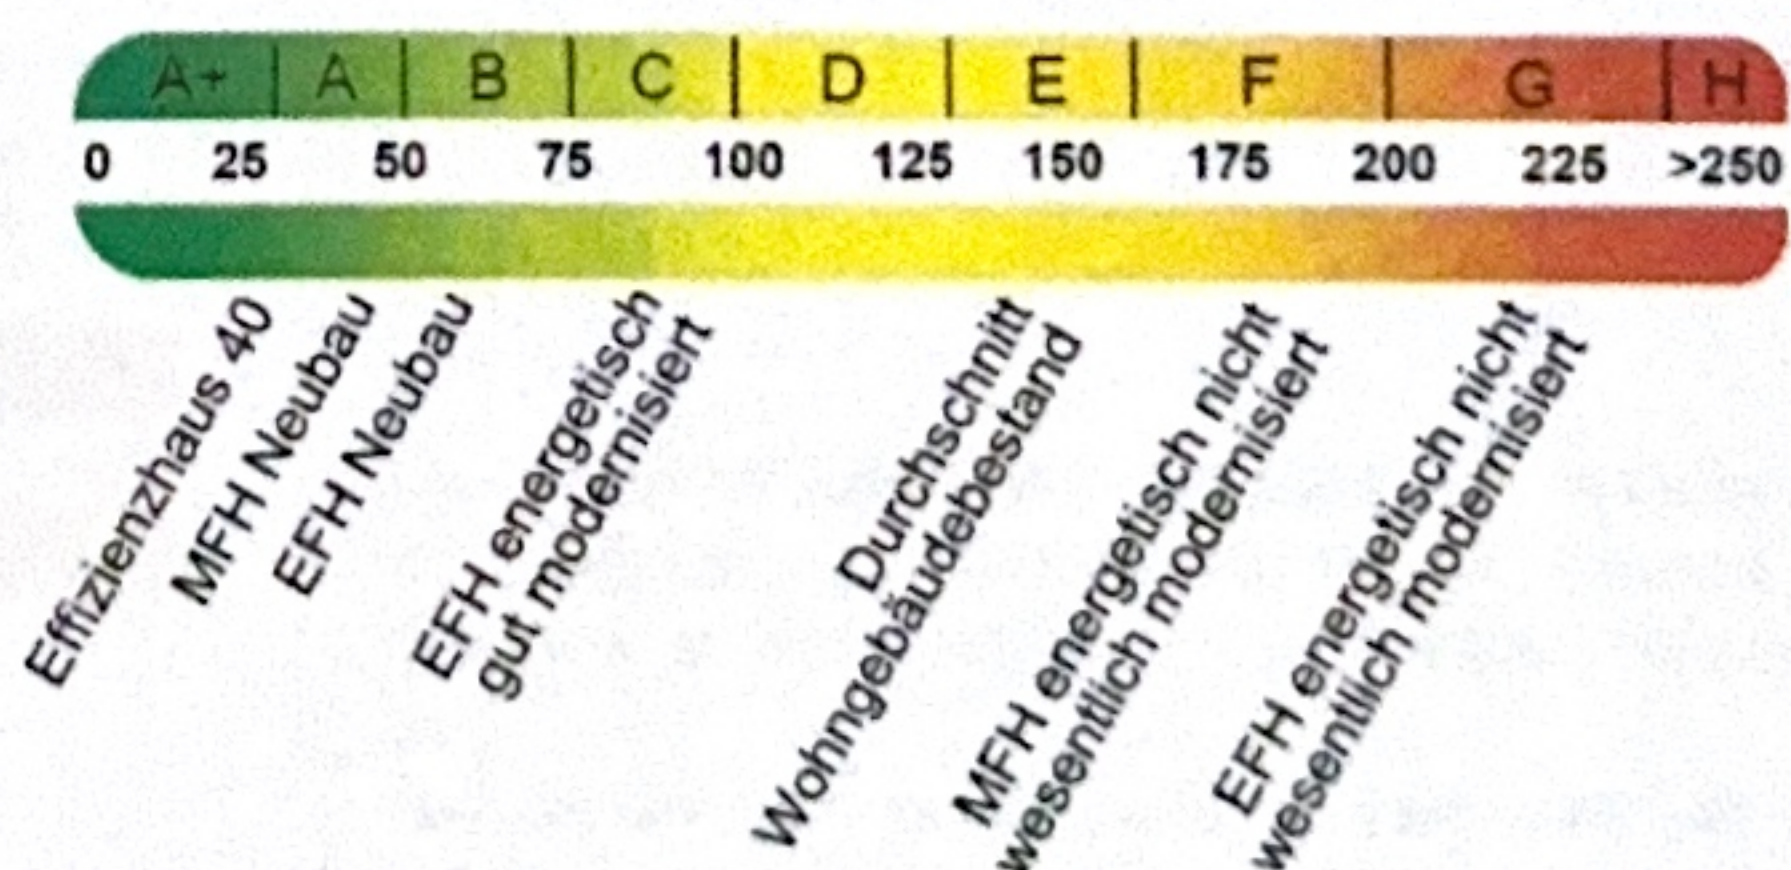 A+ A B C D E F G H
0 25 50 75 100 125 150 175 200 225 >250
Effizienzhaus 40
MFH Neubau
EFH Neubau
EFH energetisch
gut modernisiert
Durchschnitt
Wohngebäudebestand
MFH energetisch nicht
wesentlich modernisiert
EFH energetisch nicht
wesentlich modernisiert